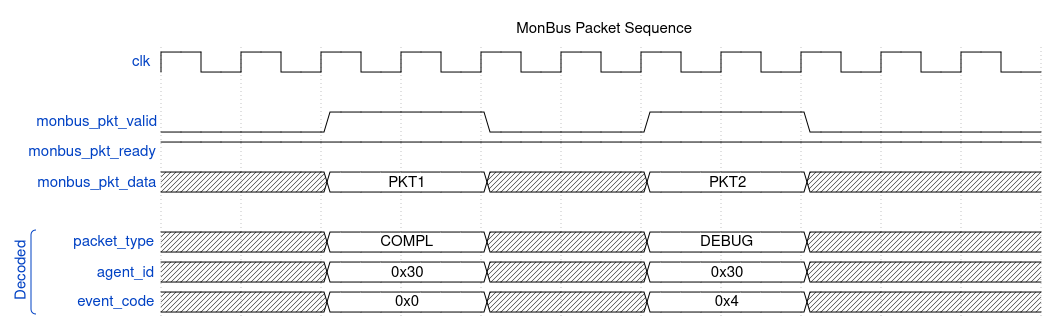 MonBus Packet Sequence
clk
monbus_pkt_valid
monbus_pkt_ready
monbus_pkt_data PKT1 PKT2
Decoded
packet_type COMPL DEBUG
agent_id 0x30 0x30
event_code 0x0 0x4